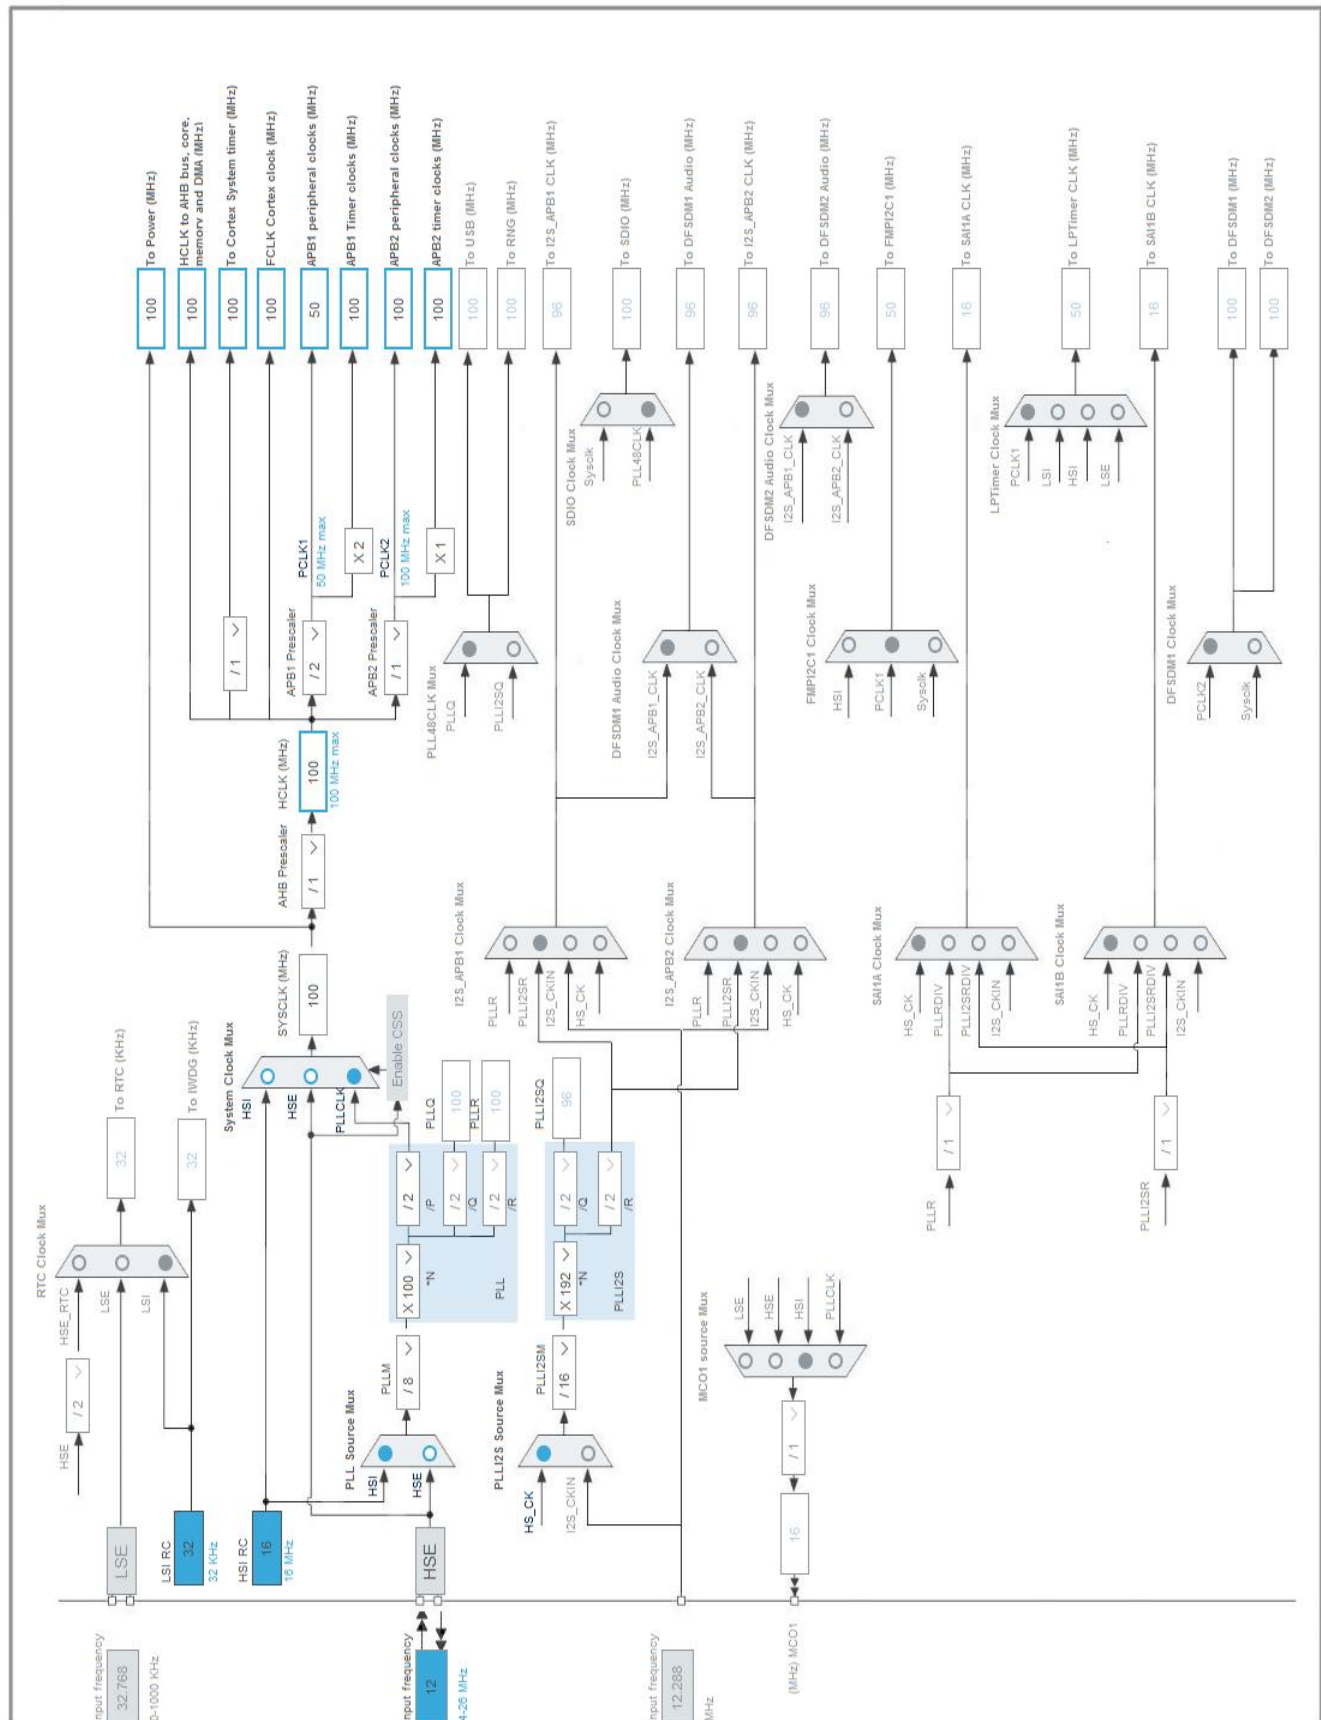 RTC Clock Mux
HSE
/ 2
HSE_RTC
LSE
LSI
32
To RTC (KHz)
32
To IWDG (KHz)
nput frequency
32.768
0-1000 KHz
LSE
LSI RC
32
32 KHz
HSI RC
16
16 MHz
nput frequency
12
4-26 MHz
HSE
System Clock Mux
HSI
HSE
PLLCLK
Enable CSS
SYSCLK (MHz)
100
AHB Prescaler
/ 1
HCLK (MHz)
100
100 MHz max
/ 1
APB1 Prescaler
/ 2
PCLK1
50 MHz max
X 2
APB2 Prescaler
/ 1
PCLK2
100 MHz max
X 1
100
To Power (MHz)
100
HCLK to AHB bus, core,
memory and DMA (MHz)
100
To Cortex System timer (MHz)
100
FCLK Cortex clock (MHz)
50
APB1 peripheral clocks (MHz)
100
APB1 Timer clocks (MHz)
100
APB2 peripheral clocks (MHz)
100
APB2 timer clocks (MHz)
100
To USB (MHz)
100
To RNG (MHz)
PLL Source Mux
HSI
HSE
PLLM
/ 8
X 100
*N
PLL
/ 2
/P
/ 2
/Q
/ 2
/R
PLLQ
100
PLLR
100
PLL48CLK Mux
PLLQ
PLLI2SQ
PLLI2S Source Mux
HS_CK
I2S_CKIN
PLLI2SM
/ 16
X 192
*N
PLLI2S
/ 2
/Q
/ 2
/R
PLLI2SQ
96
nput frequency
12.288
MHz
I2S_APB1 Clock Mux
PLLR
PLLI2SR
I2S_CKIN
HS_CK
96
To I2S_APB1 CLK (MHz)
SDIO Clock Mux
Sysclk
PLL48CLK
100
To SDIO (MHz)
DFSDM1 Audio Clock Mux
I2S_APB1_CLK
I2S_APB2_CLK
96
To DFSDM1 Audio (MHz)
I2S_APB2 Clock Mux
PLLR
PLLI2SR
I2S_CKIN
HS_CK
96
To I2S_APB2 CLK (MHz)
DFSDM2 Audio Clock Mux
I2S_APB1_CLK
I2S_APB2_CLK
96
To DFSDM2 Audio (MHz)
MCO1 source Mux
LSE
HSE
HSI
PLLCLK
/ 1
16
(MHz) MCO1
FMPI2C1 Clock Mux
HSI
PCLK1
Sysclk
50
To FMPI2C1 (MHz)
SAI1A Clock Mux
HS_CK
PLLRDIV
PLLI2SRDIV
I2S_CKIN
16
To SAI1A CLK (MHz)
PLLR
/ 1
LPTimer Clock Mux
PCLK1
LSI
HSI
LSE
50
To LPTimer CLK (MHz)
SAI1B Clock Mux
HS_CK
PLLRDIV
PLLI2SRDIV
I2S_CKIN
16
To SAI1B CLK (MHz)
PLLI2SR
/ 1
DFSDM1 Clock Mux
PCLK2
Sysclk
100
To DFSDM1 (MHz)
100
To DFSDM2 (MHz)